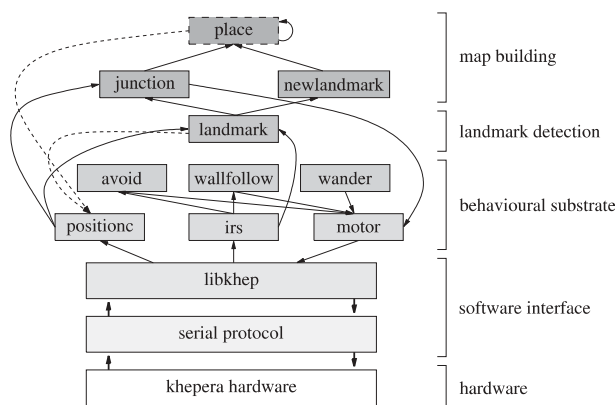 place
map building
junction
newlandmark
landmark
landmark detection
avoid
wallfollow
wander
behavioural substrate
positionc
irs
motor
libkhep
software interface
serial protocol
khepera hardware
hardware